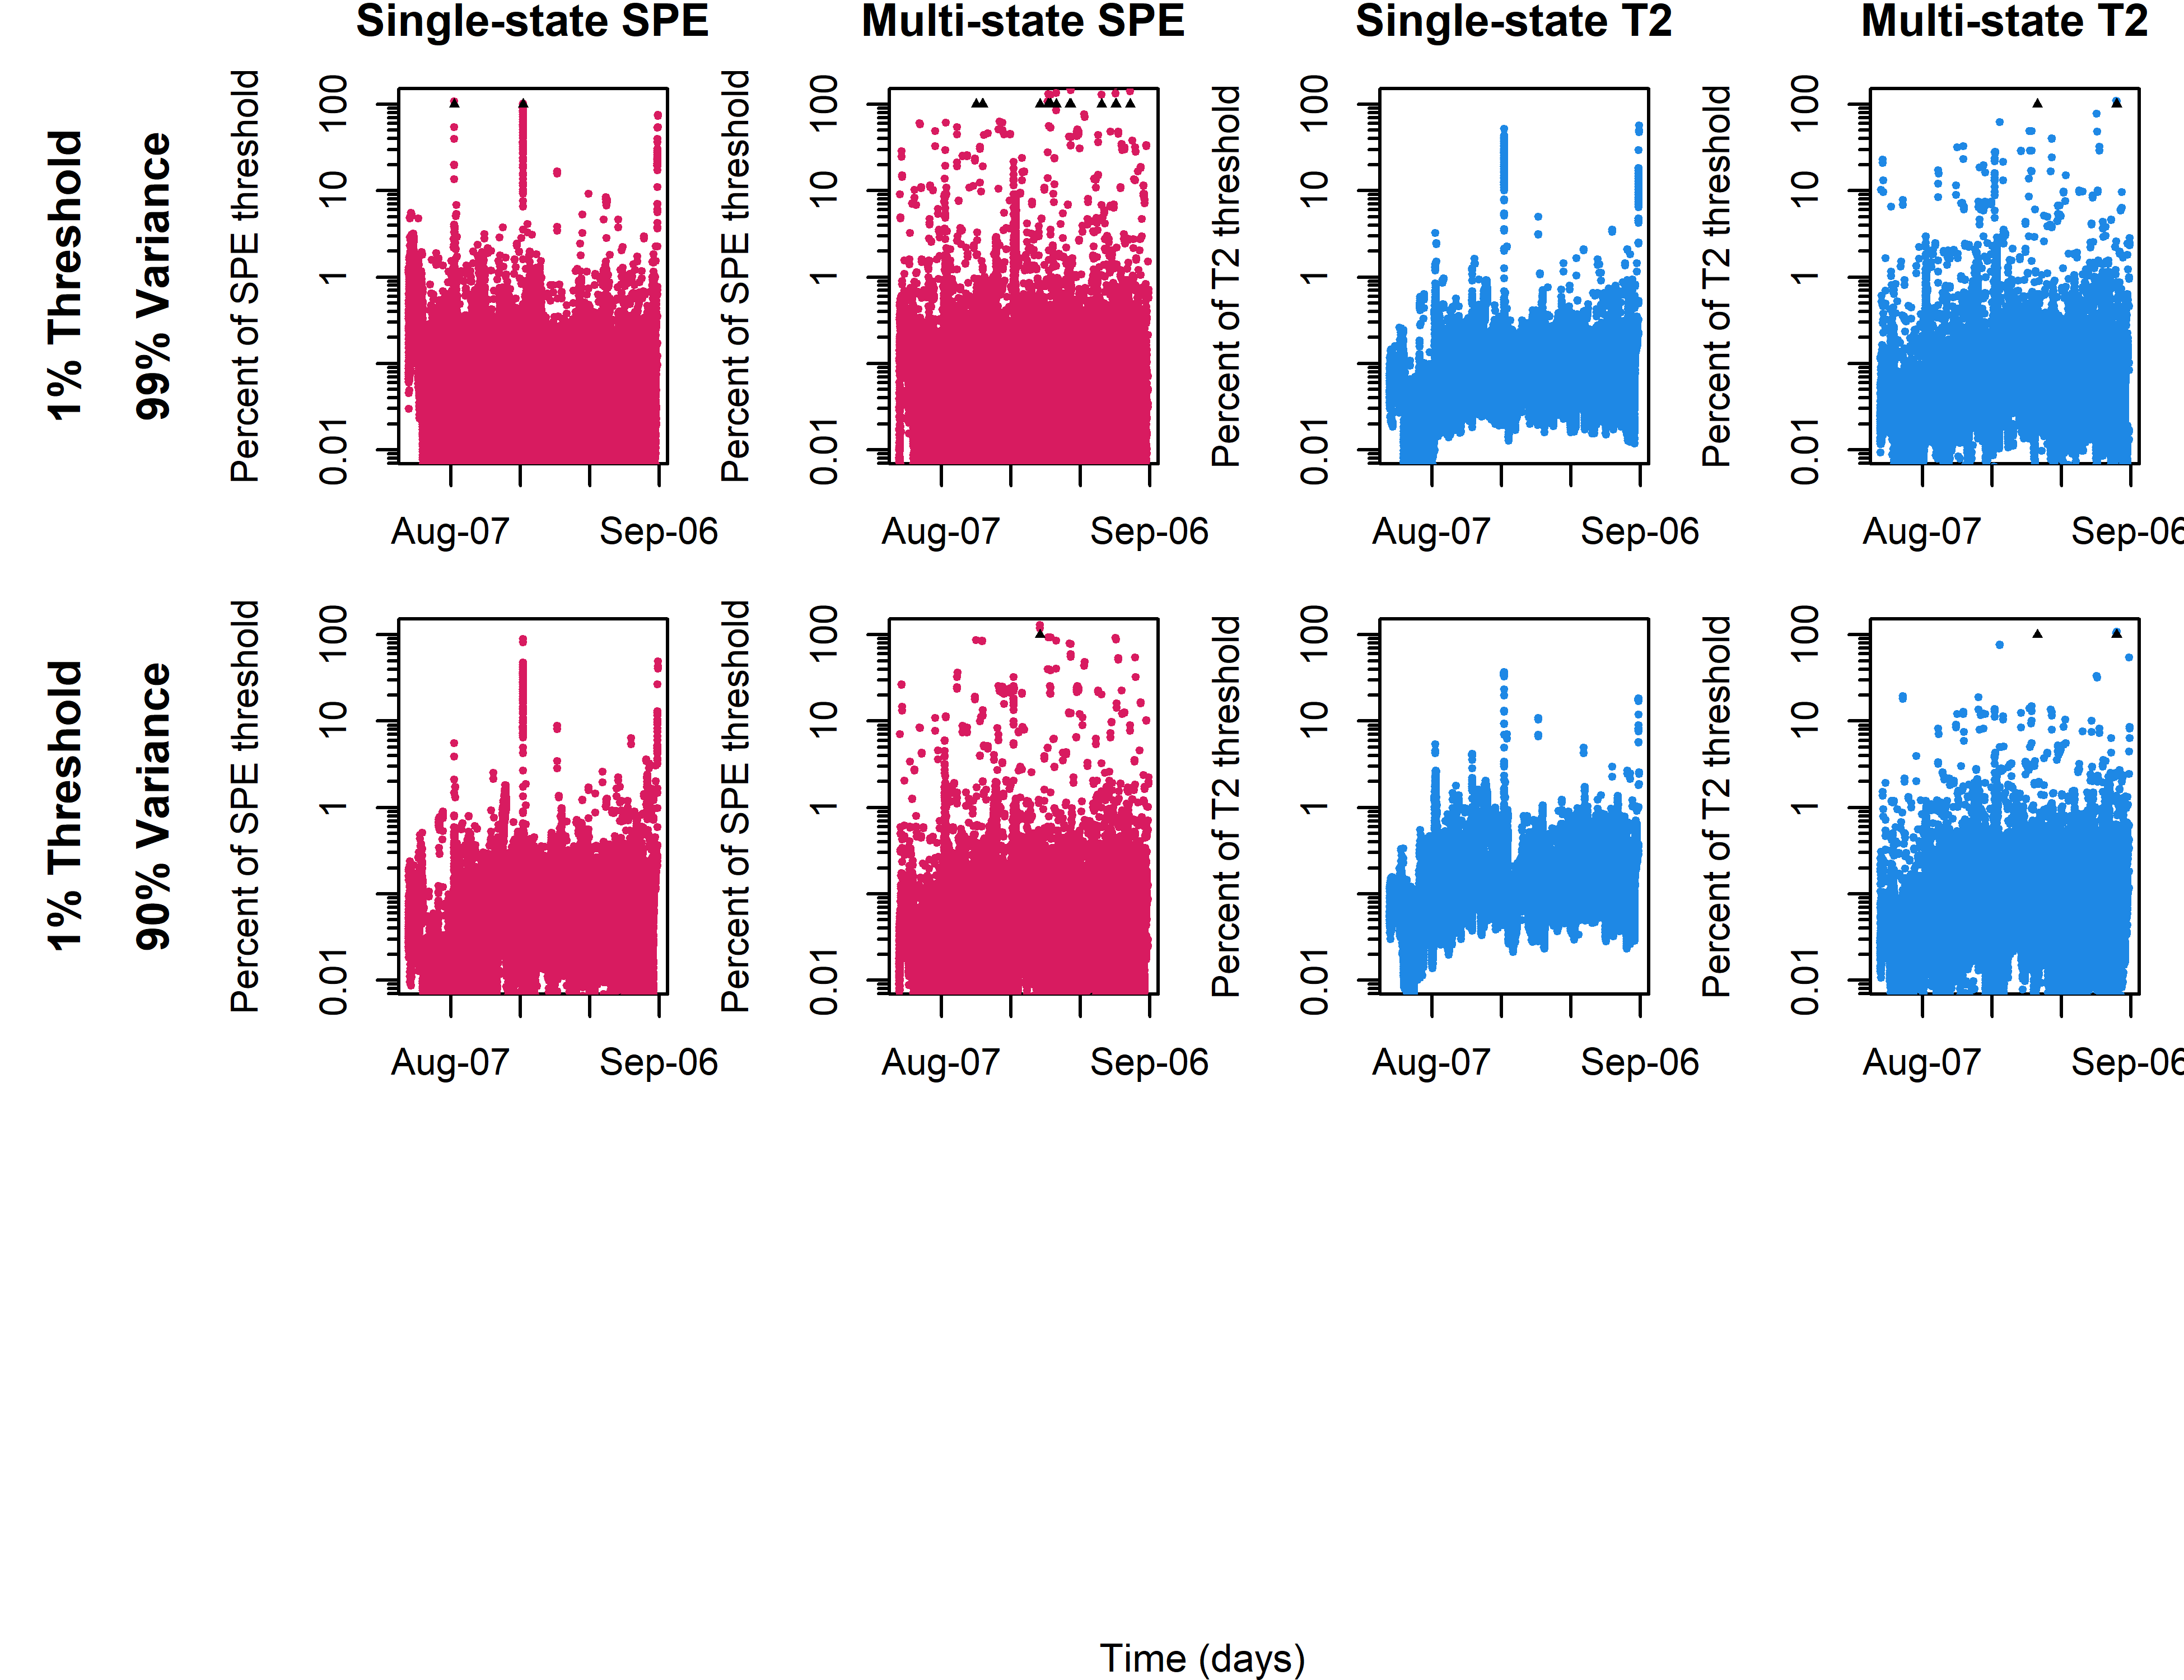 Single-state SPE
Multi-state SPE
Single-state T2
Multi-state T2
1% Threshold
99% Variance
Percent of SPE threshold
100
10
1
0.01
Aug-07
Sep-06
Percent of SPE threshold
100
10
1
0.01
Aug-07
Sep-06
Percent of T2 threshold
100
10
1
0.01
Aug-07
Sep-06
Percent of T2 threshold
100
10
1
0.01
Aug-07
Sep-06
1% Threshold
90% Variance
Percent of SPE threshold
100
10
1
0.01
Aug-07
Sep-06
Percent of SPE threshold
100
10
1
0.01
Aug-07
Sep-06
Percent of T2 threshold
100
10
1
0.01
Aug-07
Sep-06
Percent of T2 threshold
100
10
1
0.01
Aug-07
Sep-06
Time (days)